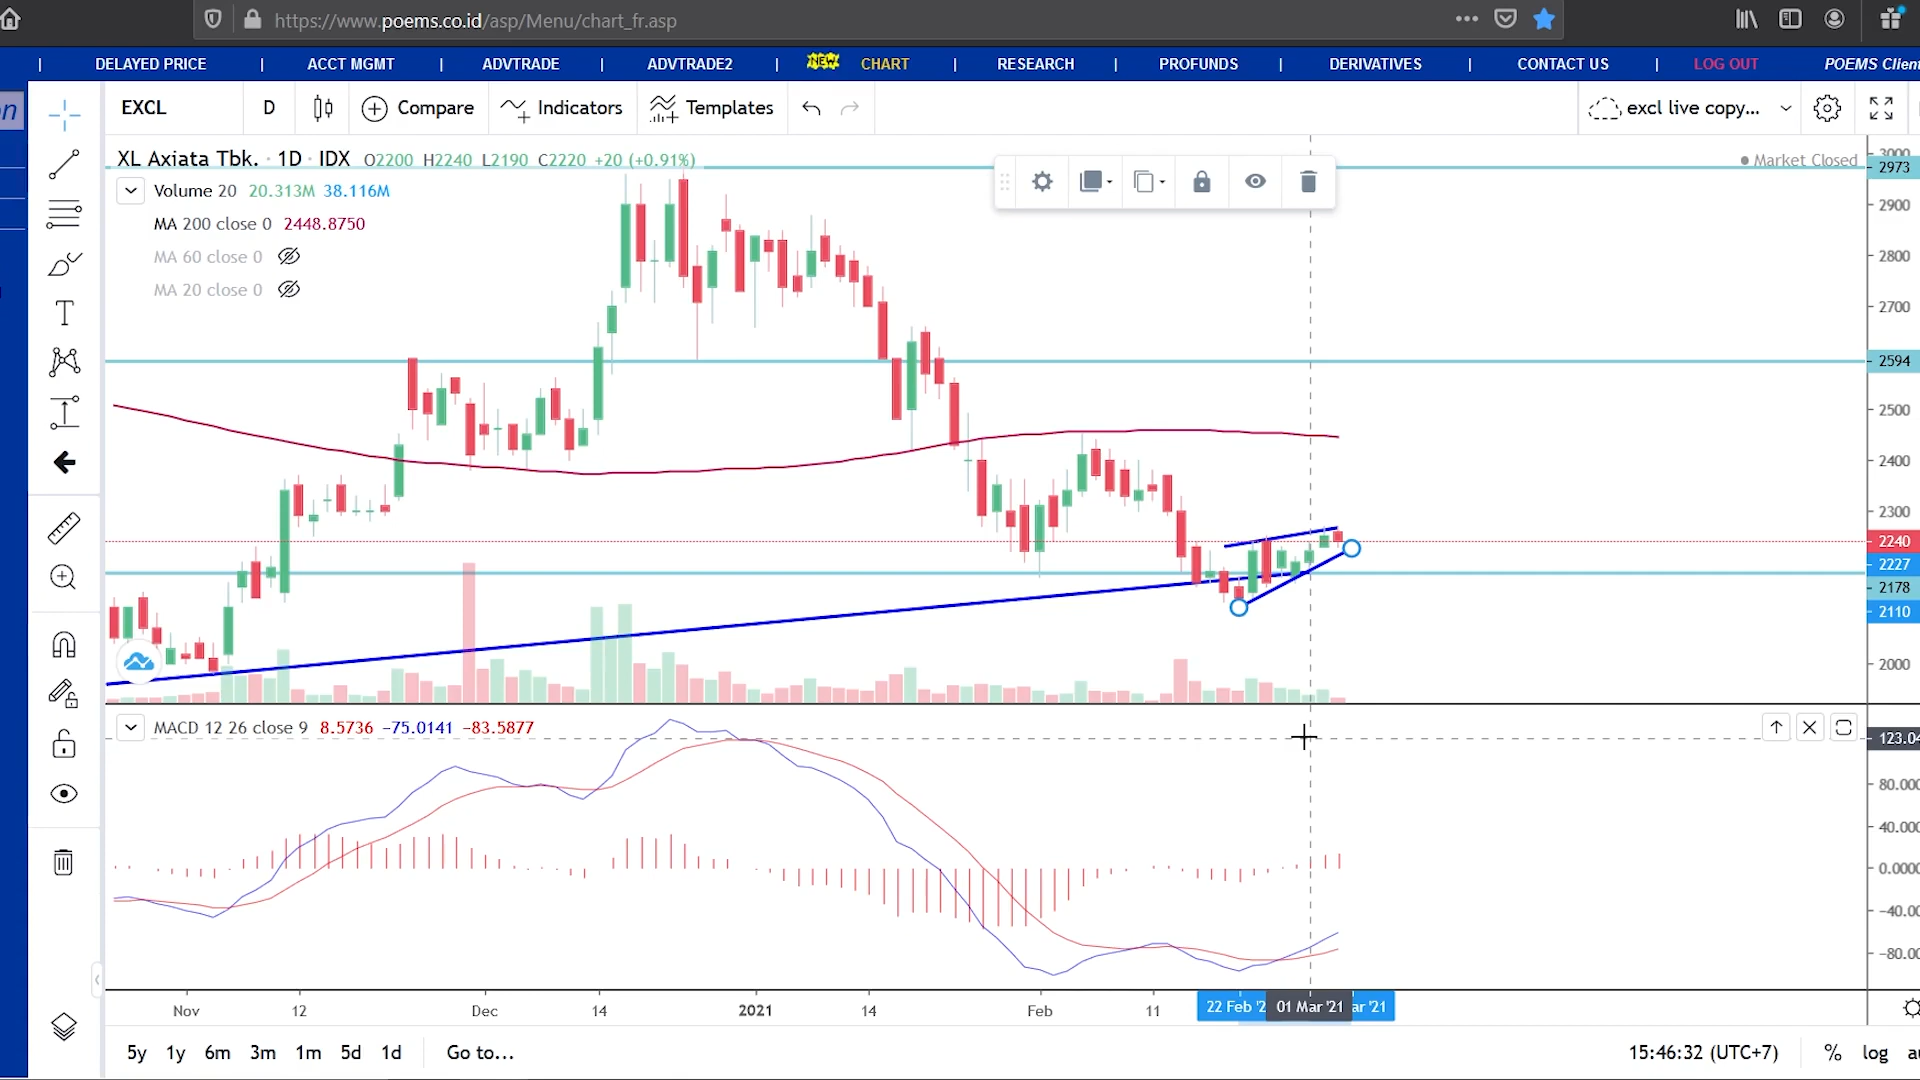 https://www.poems.co.id/asp/Menu/chart_fr.asp
| DELAYED PRICE | ACCT MGMT | ADVTRADE | ADVTRADE2 | NEW CHART | RESEARCH | PROFUNDS | DERIVATIVES | CONTACT US | LOG OUT POEMS Client
EXCL D Compare Indicators Templates excl live copy...
XL Axiata Tbk. · 1D · IDX O2200 H2240 L2190 C2220 +20 (+0.91%)
Market Closed
Volume 20 20.313M 38.116M
MA 200 close 0 2448.8750
MA 60 close 0
MA 20 close 0
3000
2973
2900
2800
2700
2594
2500
2400
2300
2240
2227
2178
2110
2000
MACD 12 26 close 9 8.5736 −75.0141 −83.5877
123.04
80.000
40.000
0.0000
−40.00
−80.00
Nov 12 Dec 14 2021 14 Feb 11 22 Feb '2 01 Mar '21 ar '21
5y 1y 6m 3m 1m 5d 1d Go to... 15:46:32 (UTC+7) % log au